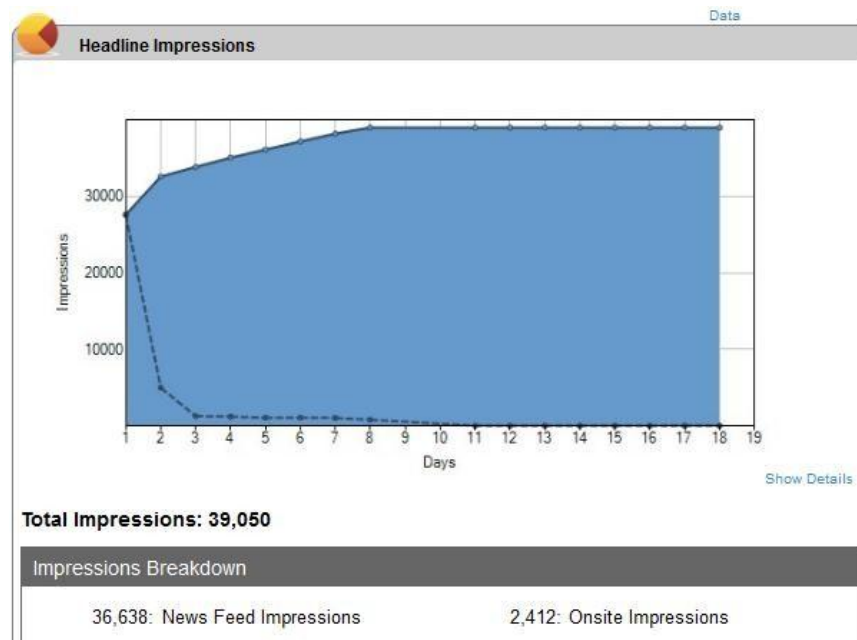 Data
Headline Impressions
30000
20000
10000
Impressions
1 2 3 4 5 6 7 8 9 10 11 12 13 14 15 16 17 18 19
Days
Show Details
Total Impressions: 39,050
Impressions Breakdown
36,638: News Feed Impressions 2,412: Onsite Impressions